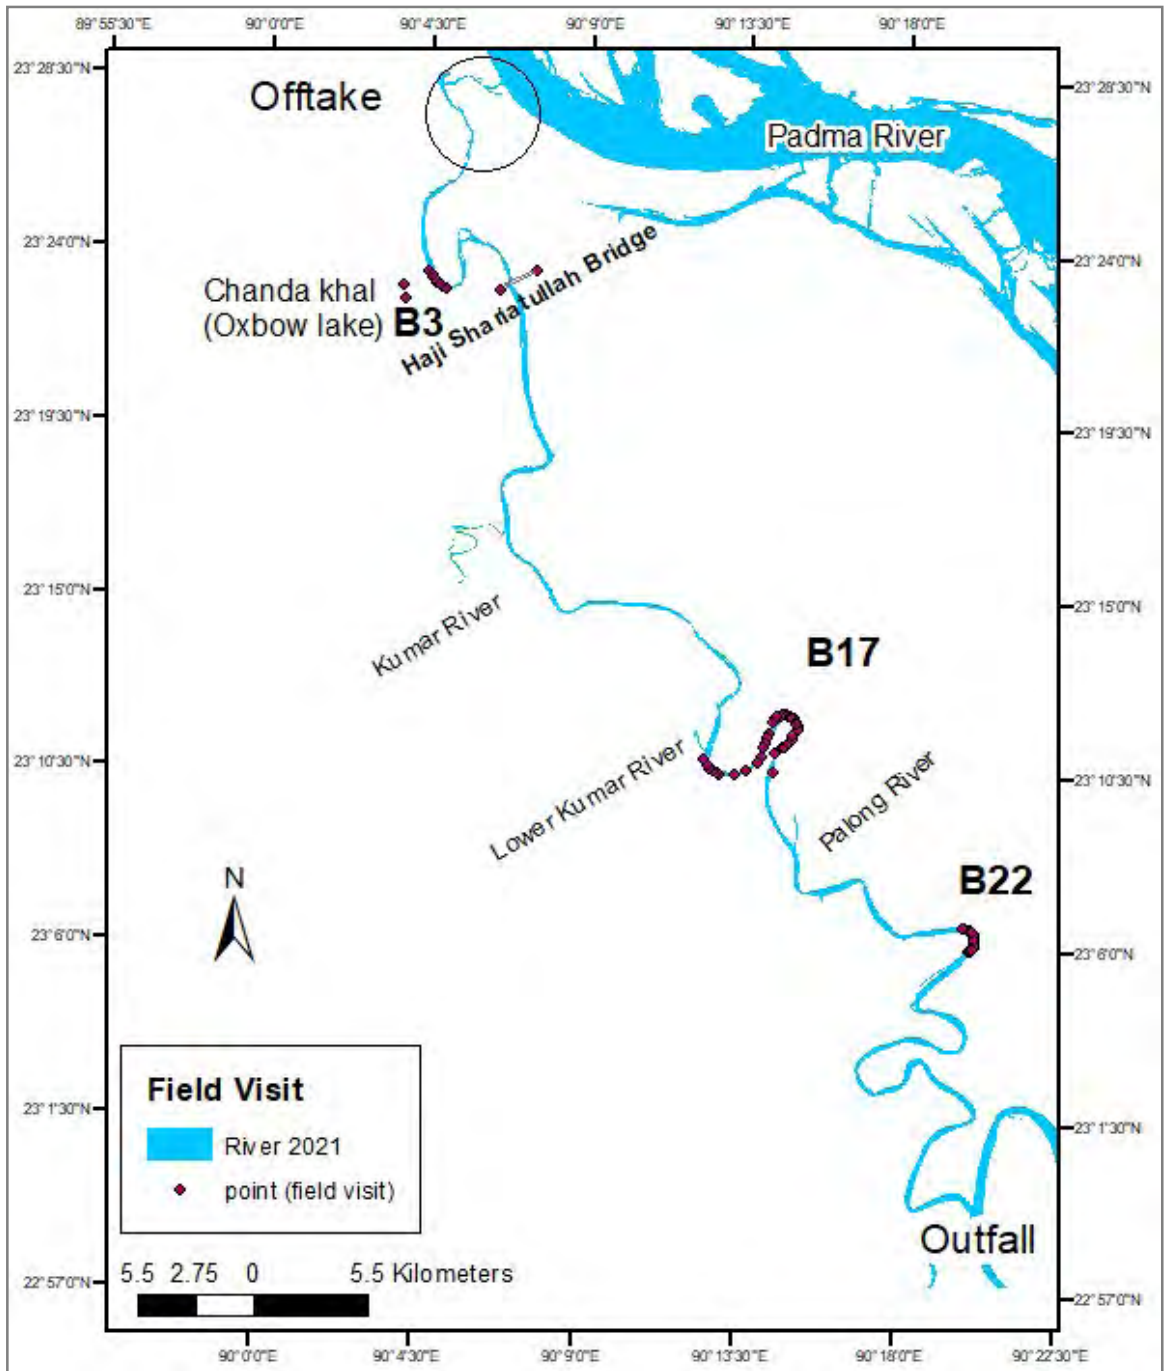 89°55'30"E 90°0'0"E 90°4'30"E 90°9'0"E 90°13'30"E 90°18'0"E
23°28'30"N
23°28'30"N
Offtake
Padma River
23°24'0"N
23°24'0"N
Haji Shariatullah Bridge
Chanda khal
(Oxbow lake) B3
23°19'30"N
23°19'30"N
23°15'0"N
23°15'0"N
Kumar River
B17
23°10'30"N
23°10'30"N
Lower Kumar River
Palong River
B22
N
23°6'0"N
23°6'0"N
Field Visit
River 2021
point (field visit)
23°1'30"N
23°1'30"N
Outfall
5.5 2.75 0 5.5 Kilometers
22°57'0"N
22°57'0"N
90°0'0"E 90°4'30"E 90°9'0"E 90°13'30"E 90°18'0"E 90°22'30"E